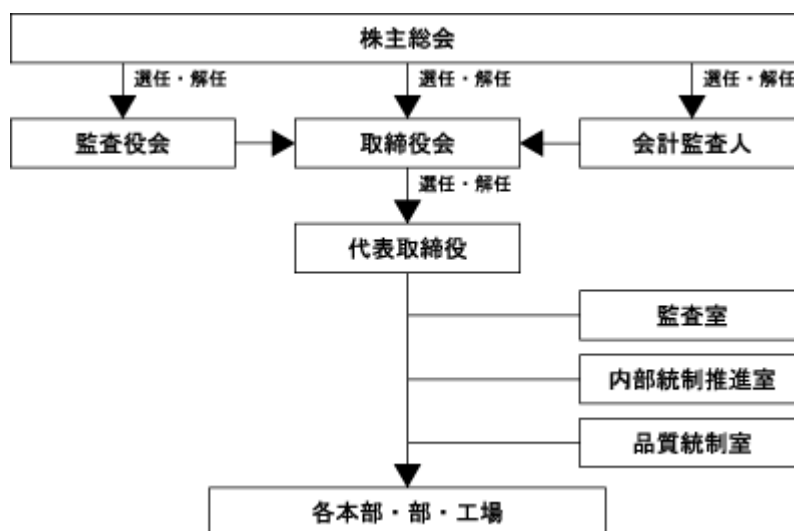 株主総会
選任・解任
選任・解任
選任・解任
監査役会
取締役会
会計監査人
選任・解任
代表取締役
監査室
内部統制推進室
品質統制室
各本部・部・工場